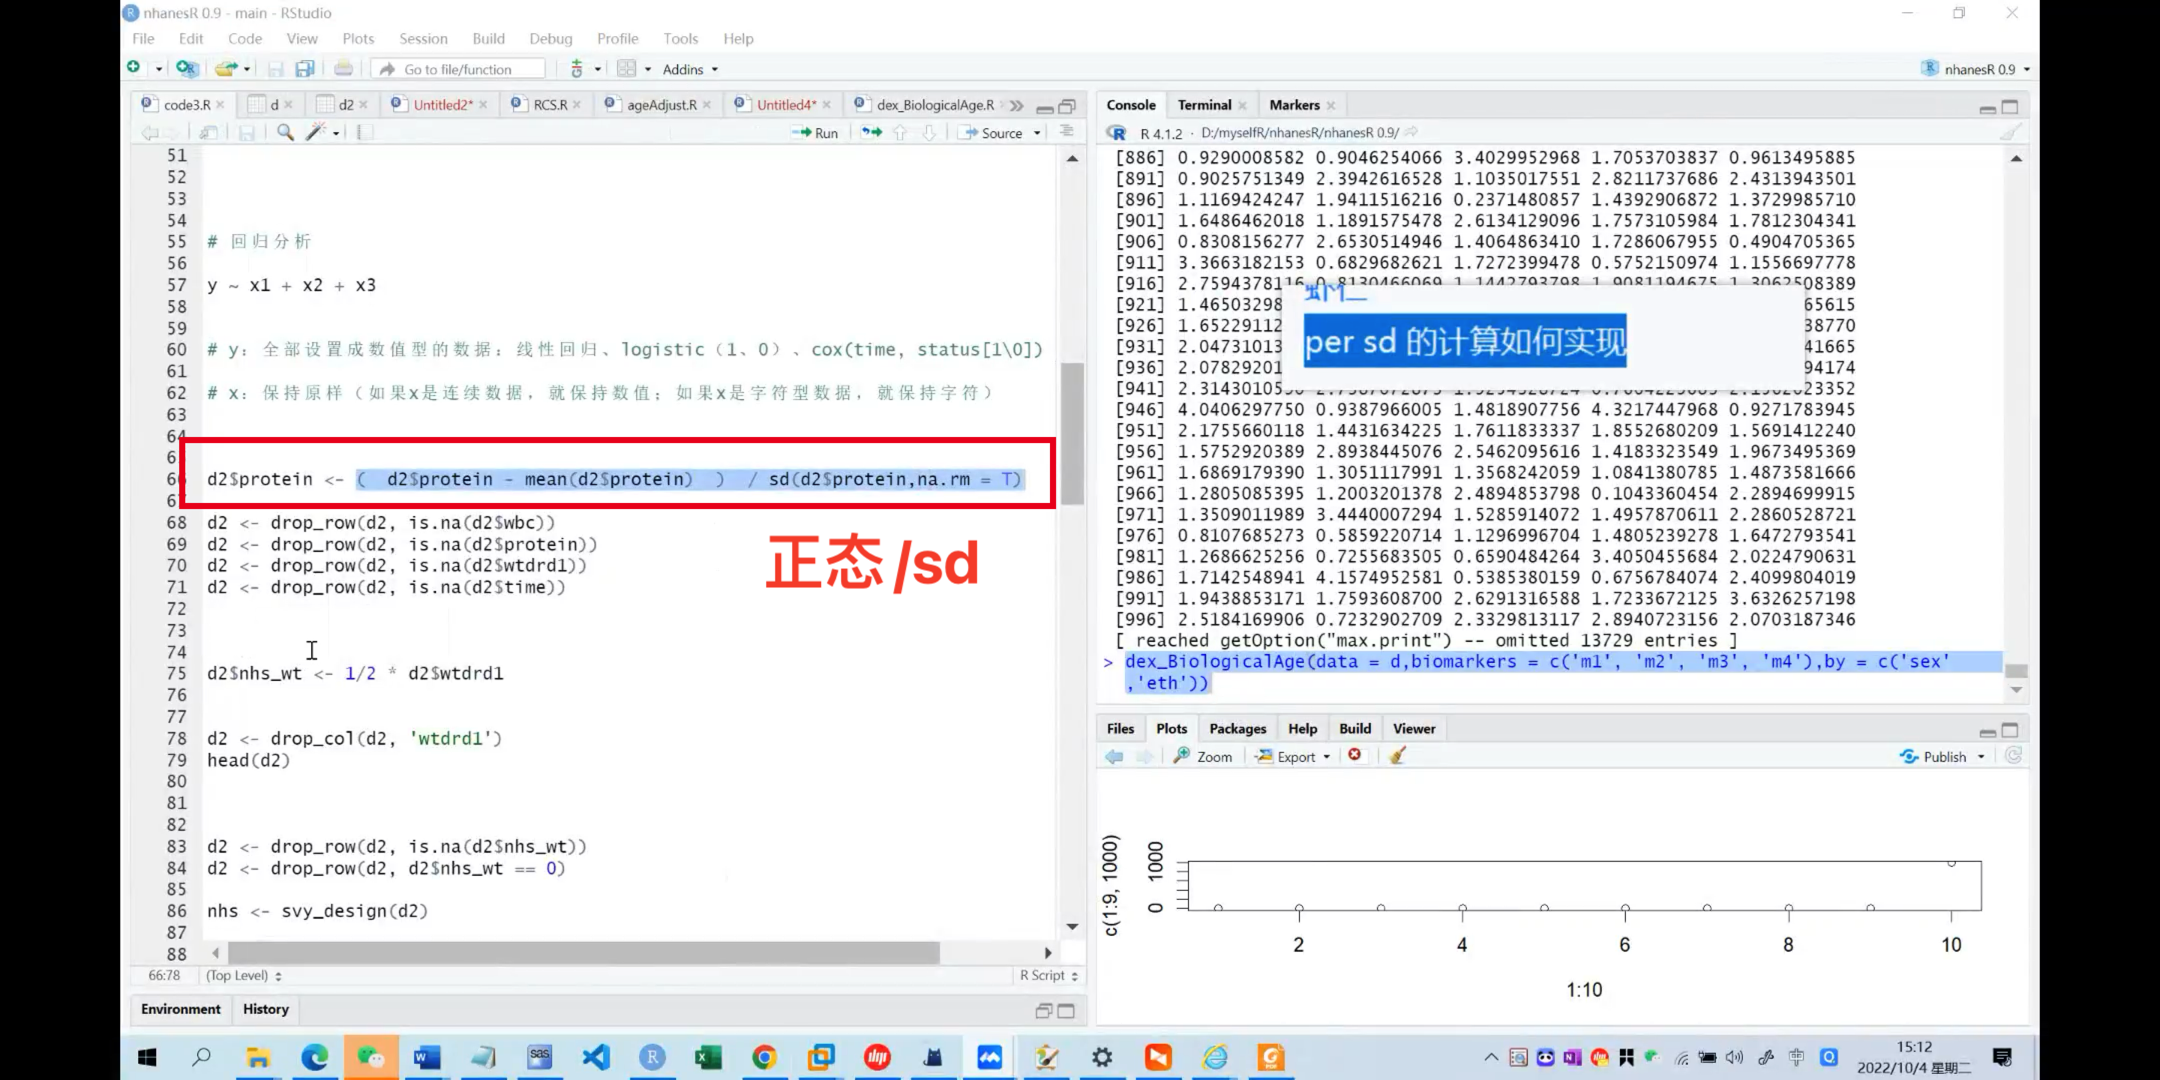 nhanesR 0.9 - main - RStudio
File Edit Code View Plots Session Build Debug Profile Tools Help
Go to file/function Addins nhanesR 0.9
code3.R d d2 Untitled2* RCS.R ageAdjust.R Untitled4* dex_BiologicalAge.R
Run Source
51
52
53
54
55 # 回归分析
56
57 y ~ x1 + x2 + x3
58
59
60 # y: 全部设置成数值型的数据: 线性回归、logistic（1、0）、cox(time, status[1\0])
61
62 # x: 保持原样（如果x是连续数据，就保持数值；如果x是字符型数据，就保持字符）
63
64
d2$protein <- ( d2$protein - mean(d2$protein) ) / sd(d2$protein,na.rm = T)
68 d2 <- drop_row(d2, is.na(d2$wbc))
69 d2 <- drop_row(d2, is.na(d2$protein))
70 d2 <- drop_row(d2, is.na(d2$wtdrd1))
71 d2 <- drop_row(d2, is.na(d2$time))
正态/sd
72
73
74
75 d2$nhs_wt <- 1/2 * d2$wtdrd1
76
77
78 d2 <- drop_col(d2, 'wtdrd1')
79 head(d2)
80
81
82
83 d2 <- drop_row(d2, is.na(d2$nhs_wt))
84 d2 <- drop_row(d2, d2$nhs_wt == 0)
85
86 nhs <- svy_design(d2)
87
88
66:78 (Top Level) R Script
Environment History
Console Terminal Markers
R 4.1.2 · D:/myselfR/nhanesR/nhanesR 0.9/
[886] 0.9290008582 0.9046254066 3.4029952968 1.7053703837 0.9613495885
[891] 0.9025751349 2.3942616528 1.1035017551 2.8211737686 2.4313943501
[896] 1.1169424247 1.9411516216 0.2371480857 1.4392906872 1.3729985710
[901] 1.6486462018 1.1891575478 2.6134129096 1.7573105984 1.7812304341
[906] 0.8308156277 2.6530514946 1.4064863410 1.7286067955 0.4904705365
[911] 3.3663182153 0.6829682621 1.7272399478 0.5752150974 1.1556697778
[916] 2.7594378116 0.8130466069 1.1442793798 1.9081194675 1.3062508389
[921] 1.46503298 65615
[926] 1.65229112 38770
[931] 2.04731013 41665
[936] 2.07829201 94174
[941] 2.3143010530
[946] 4.0406297750 0.9387966005 1.4818907756 4.3217447968 0.9271783945
[951] 2.1755660118 1.4431634225 1.7611833337 1.8552680209 1.5691412240
[956] 1.5752920389 2.8938445076 2.5462095616 1.4183323549 1.9673495369
[961] 1.6869179390 1.3051117991 1.3568242059 1.0841380785 1.4873581666
[966] 1.2805085395 1.2003201378 2.4894853798 0.1043360454 2.2894699915
[971] 1.3509011989 3.4440007294 1.5285914072 1.4957870611 2.2860528721
[976] 0.8107685273 0.5859220714 1.1296996704 1.4805239278 1.6472793541
[981] 1.2686625256 0.7255683505 0.6590484264 3.4050455684 2.0224790631
[986] 1.7142548941 4.1574952581 0.5385380159 0.6756784074 2.4099804019
[991] 1.9438853171 1.7593608700 2.6291316588 1.7233672125 3.6326257198
[996] 2.5184169906 0.7232902709 2.3329813117 2.8940723156 2.0703187346
[ reached getOption("max.print") -- omitted 13729 entries ]
> dex_BiologicalAge(data = d,biomarkers = c('m1', 'm2', 'm3', 'm4'),by = c('sex'
,'eth'))
per sd 的计算如何实现
Files Plots Packages Help Build Viewer
Zoom Export Publish
c(1:9, 1000)
1000
0
2 4 6 8 10
1:10
15:12
2022/10/4 星期二
中